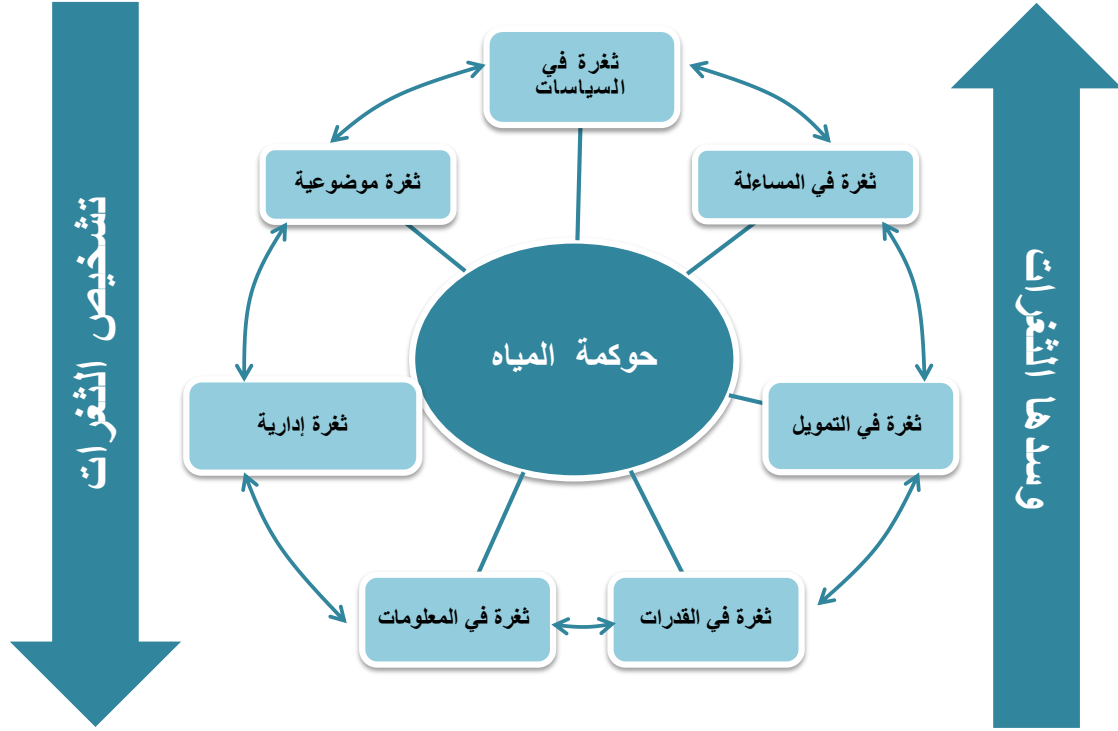 ثغرة في
السياسات
ثغرة في المساءلة
ثغرة موضوعية
وسدها الثغرات
تشخيص الثغرات
حوكمة المياه
ثغرة في التمويل
ثغرة إدارية
ثغرة في القدرات
ثغرة في المعلومات